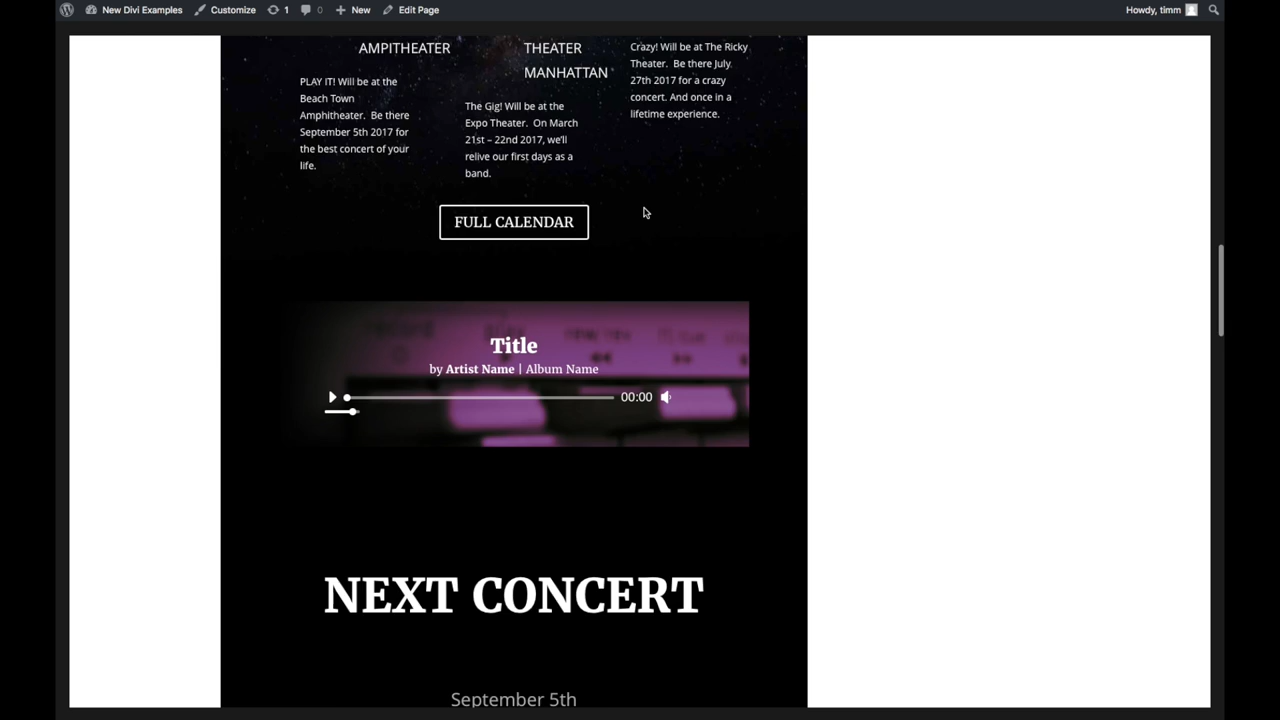 New Divi Examples Customize 1 0 New Edit Page Howdy, timm
AMPITHEATER
PLAY IT! Will be at the
Beach Town
Amphitheater. Be there
September 5th 2017 for
the best concert of your
life.
THEATER
MANHATTAN
The Gig! Will be at the
Expo Theater. On March
21st – 22nd 2017, we'll
relive our first days as a
band.
Crazy! Will be at The Ricky
Theater. Be there July
27th 2017 for a crazy
concert. And once in a
lifetime experience.
FULL CALENDAR
Title
by Artist Name | Album Name
00:00
NEXT CONCERT
September 5th